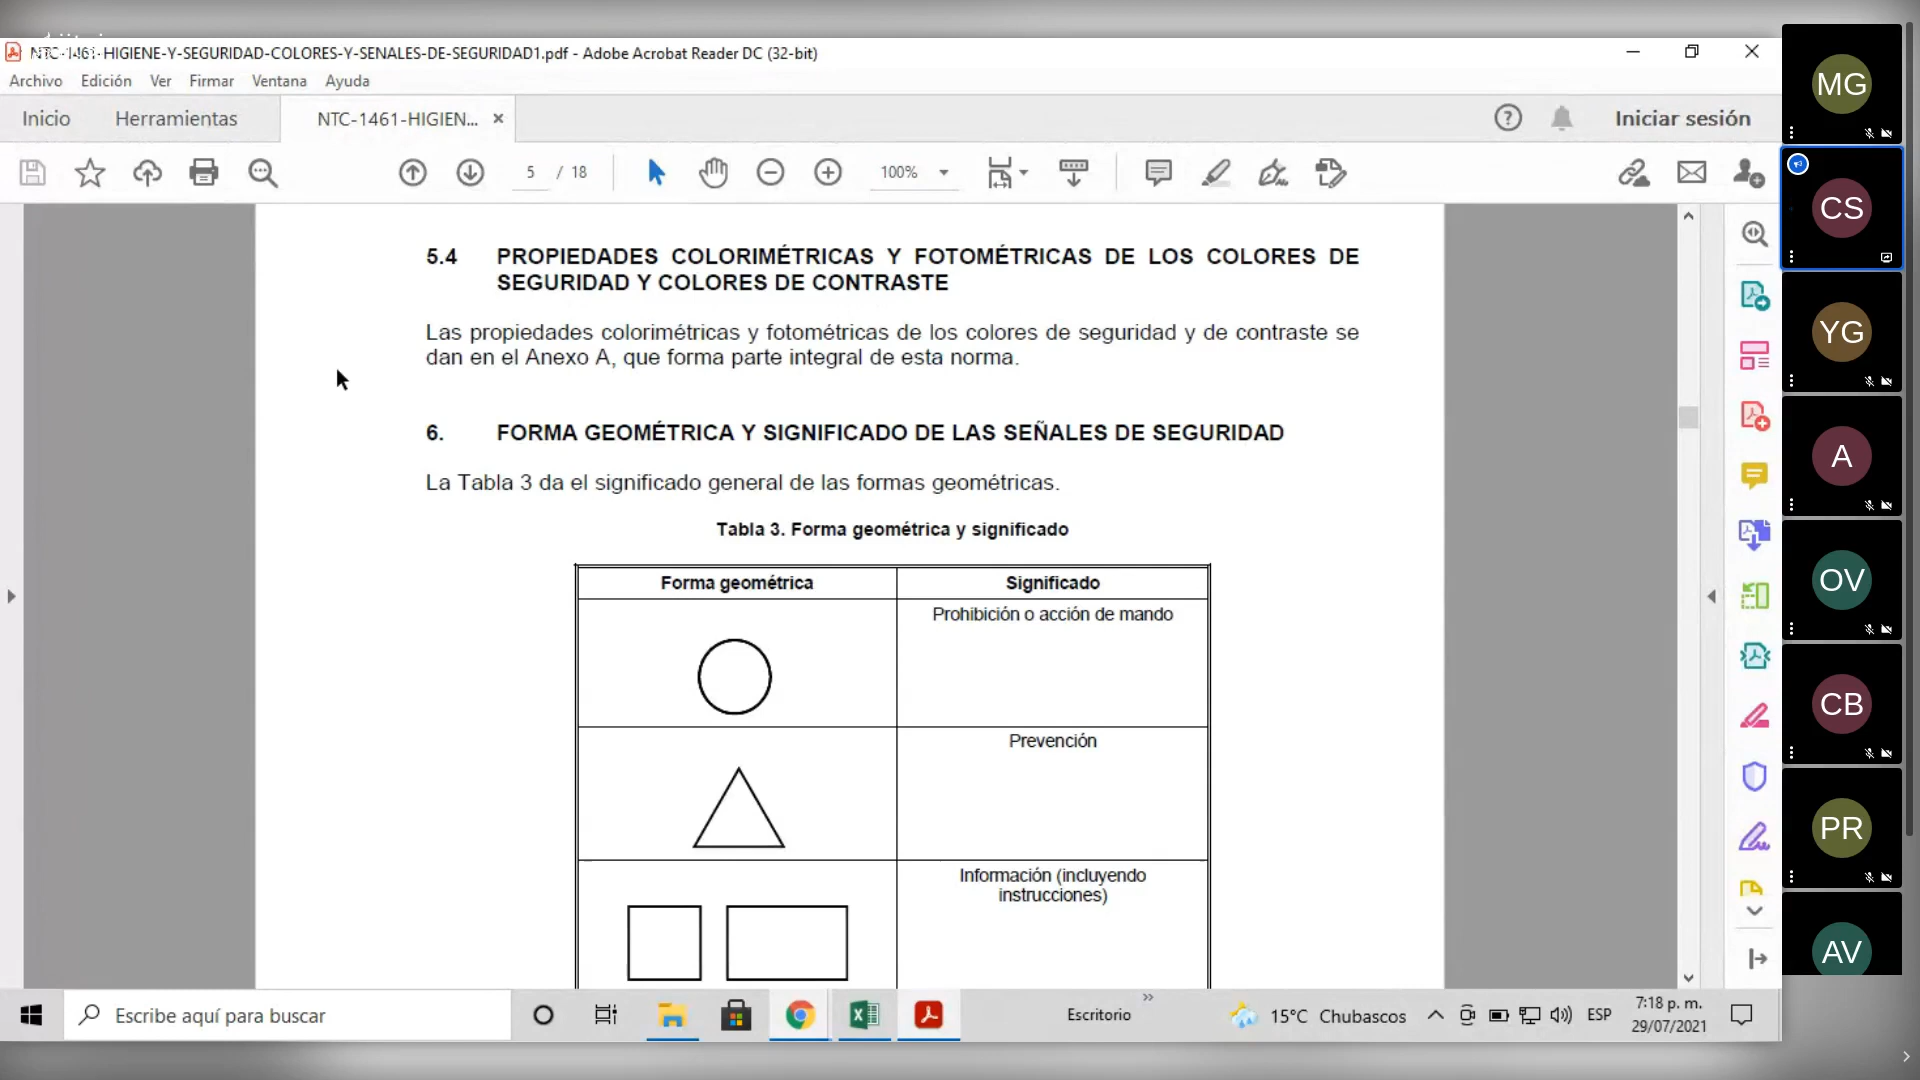 NTC-1461-HIGIENE-Y-SEGURIDAD-COLORES-Y-SENALES-DE-SEGURIDAD1.pdf - Adobe Acrobat Reader DC (32-bit)
Archivo Edición Ver Firmar Ventana Ayuda
Inicio Herramientas NTC-1461-HIGIEN... × Iniciar sesión
5 / 18 100%
5.4 PROPIEDADES COLORIMÉTRICAS Y FOTOMÉTRICAS DE LOS COLORES DE
SEGURIDAD Y COLORES DE CONTRASTE
Las propiedades colorimétricas y fotométricas de los colores de seguridad y de contraste se
dan en el Anexo A, que forma parte integral de esta norma.
6. FORMA GEOMÉTRICA Y SIGNIFICADO DE LAS SEÑALES DE SEGURIDAD
La Tabla 3 da el significado general de las formas geométricas.
Tabla 3. Forma geométrica y significado
Forma geométrica Significado
Prohibición o acción de mando
Prevención
Información (incluyendo
instrucciones)
MG
CS
YG
A
OV
CB
PR
AV
Escribe aquí para buscar
Escritorio
15°C Chubascos
ESP
7:18 p. m.
29/07/2021